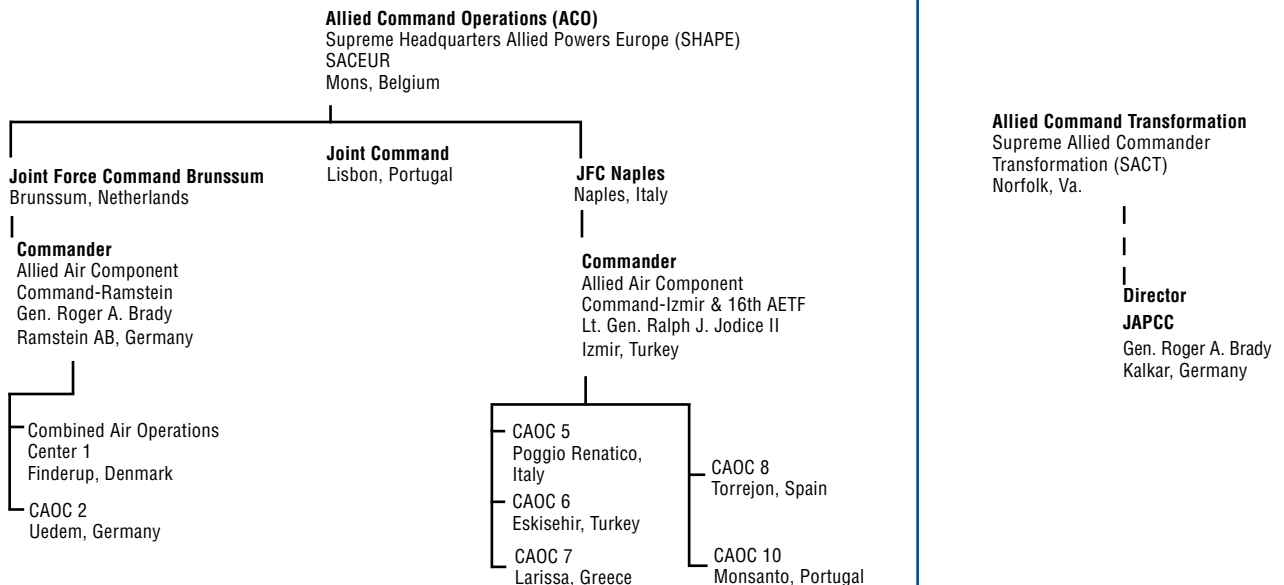 Allied Command Operations (ACO)
Supreme Headquarters Allied Powers Europe (SHAPE)
SACEUR
Mons, Belgium
Joint Force Command Brunssum
Brunssum, Netherlands
Joint Command
Lisbon, Portugal
JFC Naples
Naples, Italy
Commander
Allied Air Component
Command-Ramstein
Gen. Roger A. Brady
Ramstein AB, Germany
Commander
Allied Air Component
Command-Izmir & 16th AETF
Lt. Gen. Ralph J. Jodice II
Izmir, Turkey
Combined Air Operations
Center 1
Finderup, Denmark
CAOC 2
Uedem, Germany
CAOC 5
Poggio Renatico,
Italy
CAOC 6
Eskisehir, Turkey
CAOC 7
Larissa, Greece
CAOC 8
Torrejon, Spain
CAOC 10
Monsanto, Portugal
Allied Command Transformation
Supreme Allied Commander
Transformation (SACT)
Norfolk, Va.
Director
JAPCC
Gen. Roger A. Brady
Kalkar, Germany